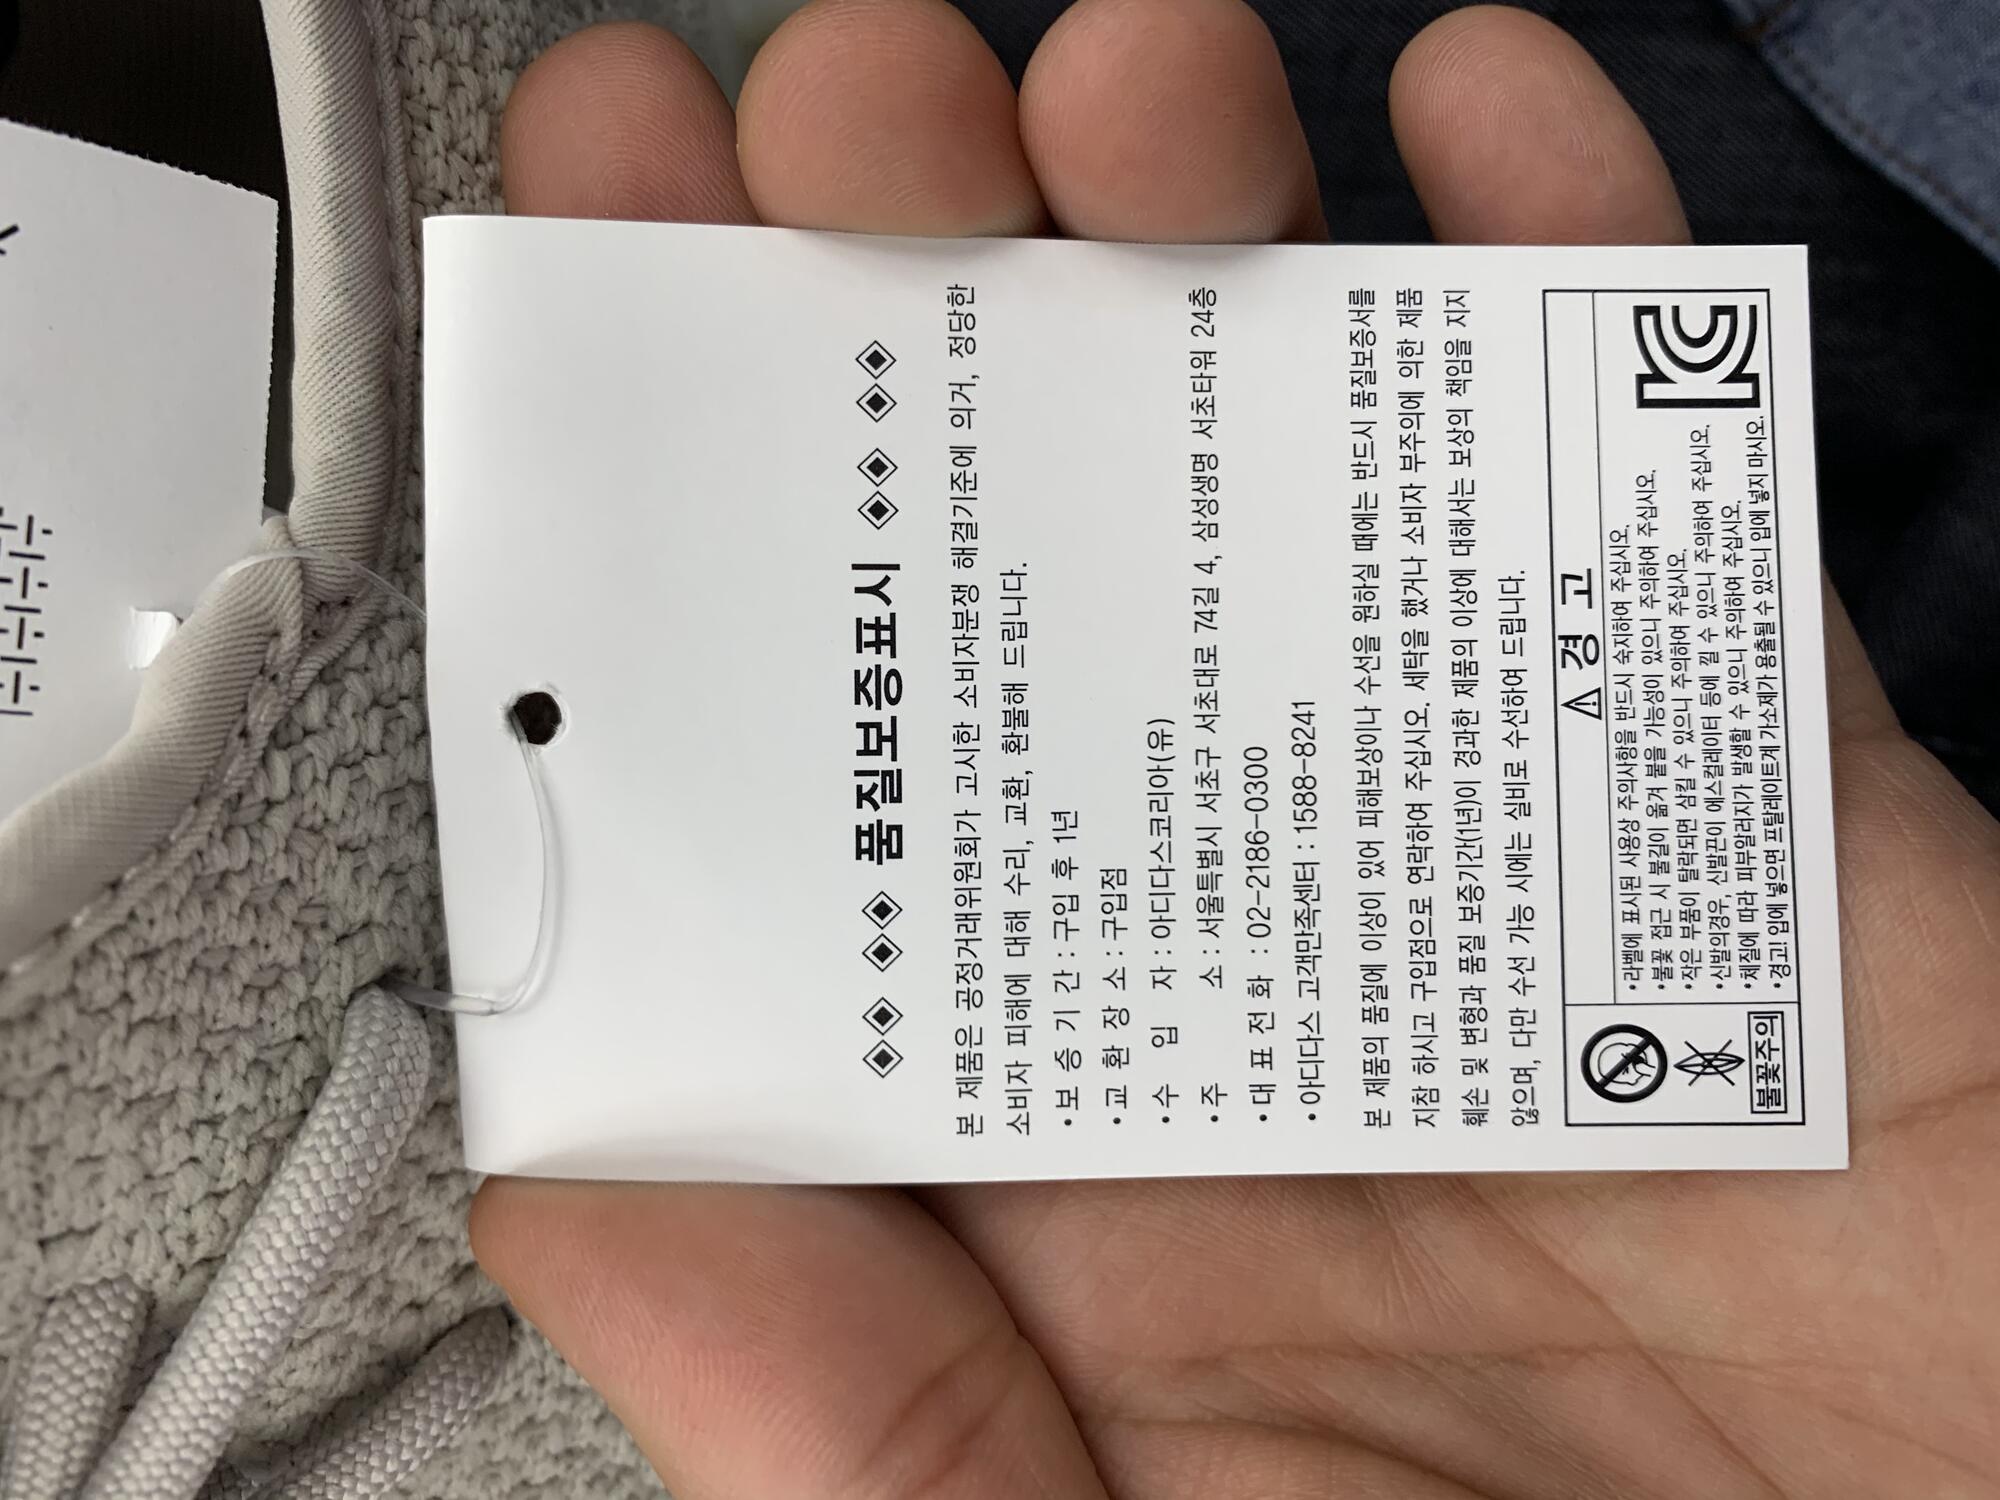 품질보증표시
본 제품은 공정거래위원회가 고시한 소비자분쟁 해결기준에 의거, 정당한
소비자 피해에 대해 수리, 교환, 환불해 드립니다.
• 보 증 기 간 : 구입 후 1년
• 교 환 장 소 : 구입점
• 수 입 자 : 아디다스코리아(유)
• 주 소 : 서울특별시 서초구 서초대로 74길 4, 삼성생명 서초타워 24층
• 대 표 전 화 : 02-2186-0300
• 아디다스 고객만족센터 : 1588-8241
본 제품의 품질에 이상이 있어 피해보상이나 수선을 원하실 때에는 반드시 품질보증서를
지참 하시고 구입점으로 연락하여 주십시오. 세탁을 했거나 소비자 부주의에 의한 제품
훼손 및 변형과 품질 보증기간(1년)이 경과한 제품의 이상에 대해서는 보상의 책임을 지지
않으며, 다만 수선 가능 시에는 실비로 수선하여 드립니다.
⚠ 경 고
• 라벨에 표시된 사용상 주의사항을 반드시 숙지하여 주십시오.
• 불꽃 접근 시 불길이 옮겨 붙을 가능성이 있으니 주의하여 주십시오.
• 작은 부품이 탈락되면 삼킬 수 있으니 주의하여 주십시오.
• 신발의경우, 신발끈이 에스컬레이터 등에 낄 수 있으니 주의하여 주십시오.
• 체질에 따라 피부알러지가 발생할 수 있으니 주의하여 주십시오.
• 경고! 입에 넣으면 프탈레이트계 가소제가 용출될 수 있으니 입에 넣지 마시오.
불꽃주의
KC